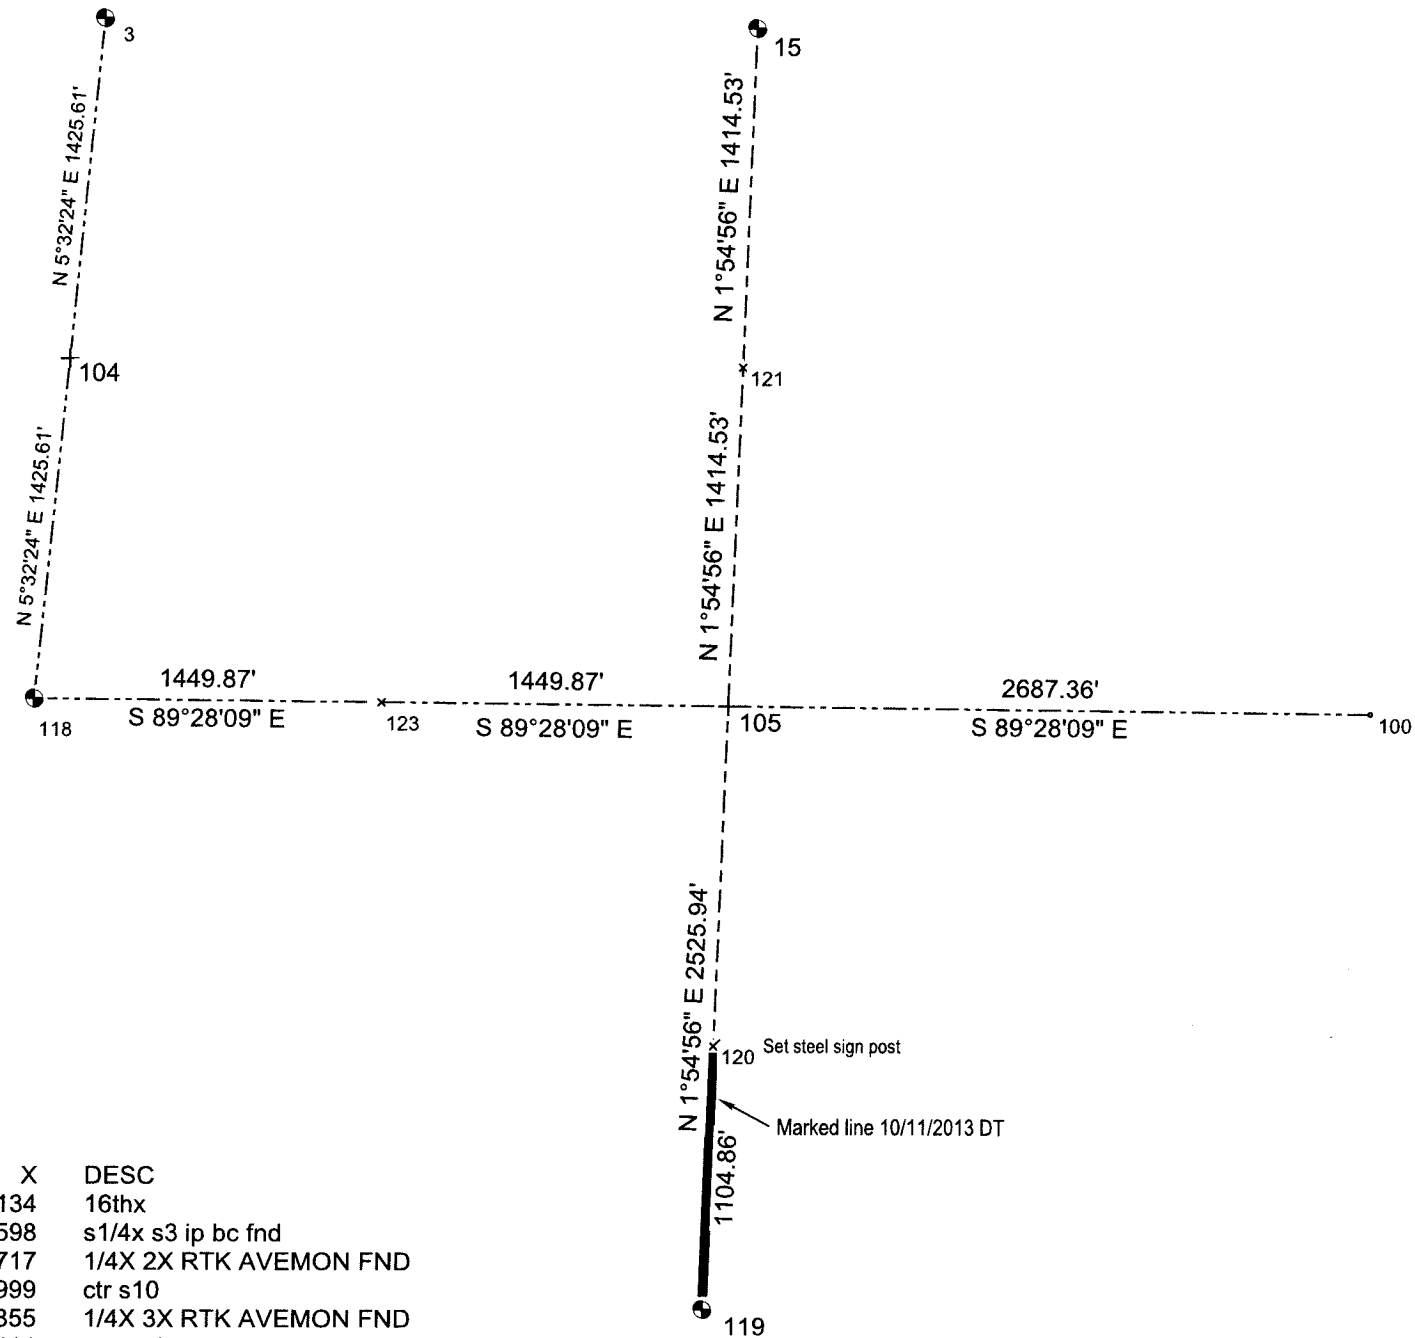 3
15
N 5°32'24" E 1425.61'
N 1°54'56" E 1414.53'
104
121
N 5°32'24" E 1425.61'
N 1°54'56" E 1414.53'
1449.87'
1449.87'
2687.36'
118
S 89°28'09" E
123
S 89°28'09" E
105
S 89°28'09" E
100
N 1°54'56" E 2525.94'
120
Set steel sign post
Marked line 10/11/2013 DT
1104.86'
119
X DESC
134 16thx
598 s1/4x s3 ip bc fnd
717 1/4X 2X RTK AVEMON FND
999 ctr s10
355 1/4X 3X RTK AVEMON FND